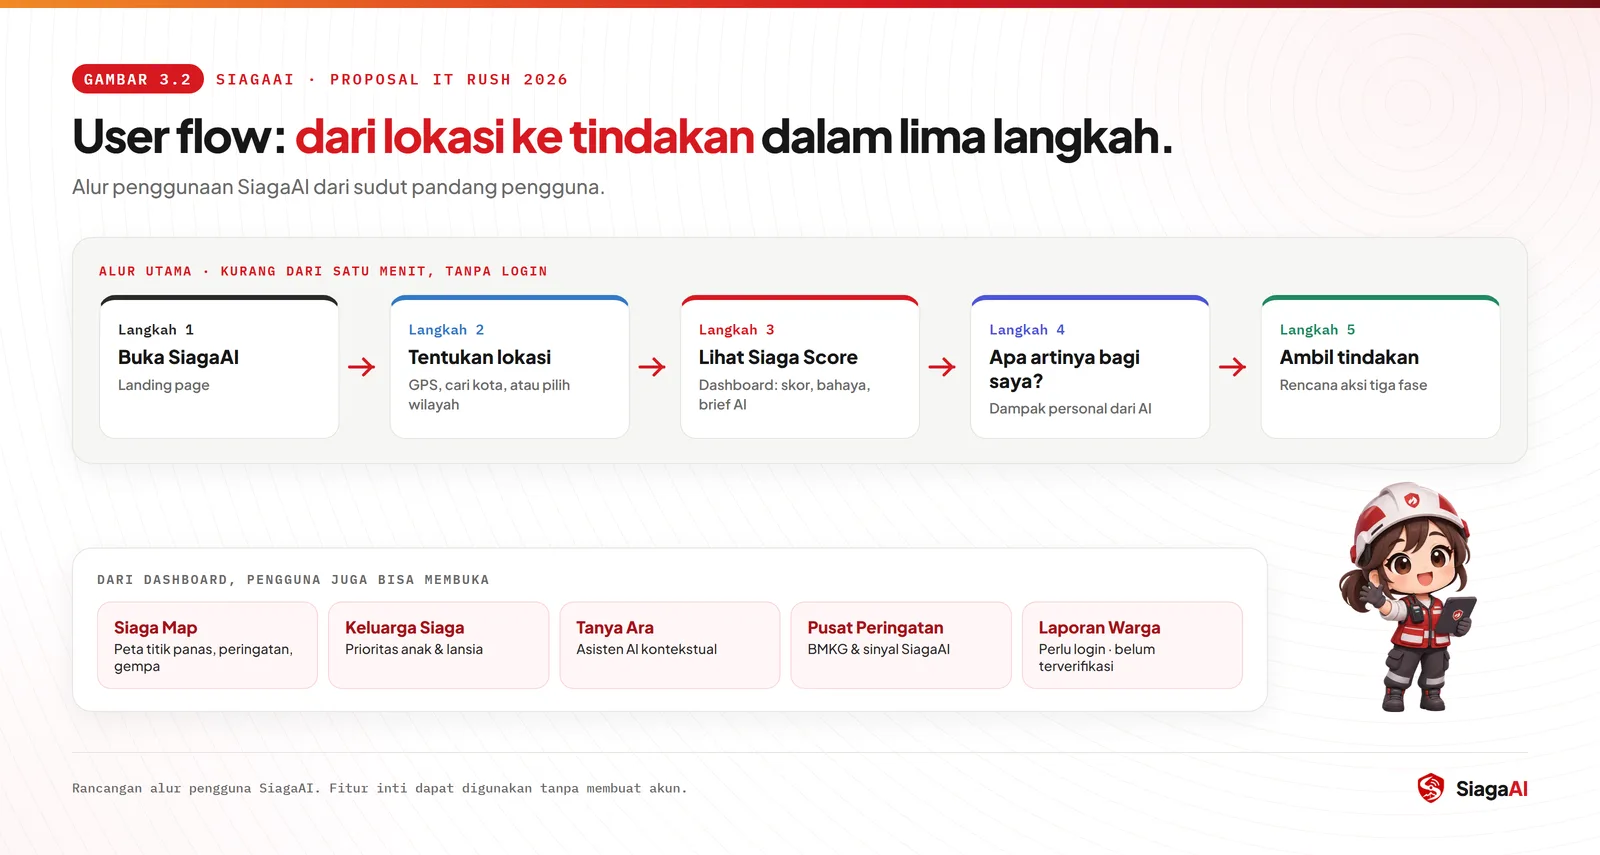 GAMBAR 3.2
SIAGAAI · PROPOSAL IT RUSH 2026
User flow: dari lokasi ke tindakan dalam lima langkah.
Alur penggunaan SiagaAI dari sudut pandang pengguna.
ALUR UTAMA · KURANG DARI SATU MENIT, TANPA LOGIN
Langkah 1
Buka SiagaAI
Landing page
Langkah 2
Tentukan lokasi
GPS, cari kota, atau pilih
wilayah
Langkah 3
Lihat Siaga Score
Dashboard: skor, bahaya,
brief AI
Langkah 4
Apa artinya bagi
saya?
Dampak personal dari AI
Langkah 5
Ambil tindakan
Rencana aksi tiga fase
DARI DASHBOARD, PENGGUNA JUGA BISA MEMBUKA
Siaga Map
Peta titik panas, peringatan,
gempa
Keluarga Siaga
Prioritas anak & lansia
Tanya Ara
Asisten AI kontekstual
Pusat Peringatan
BMKG & sinyal SiagaAI
Laporan Warga
Perlu login · belum
terverifikasi
Rancangan alur pengguna SiagaAI. Fitur inti dapat digunakan tanpa membuat akun.
SiagaAI